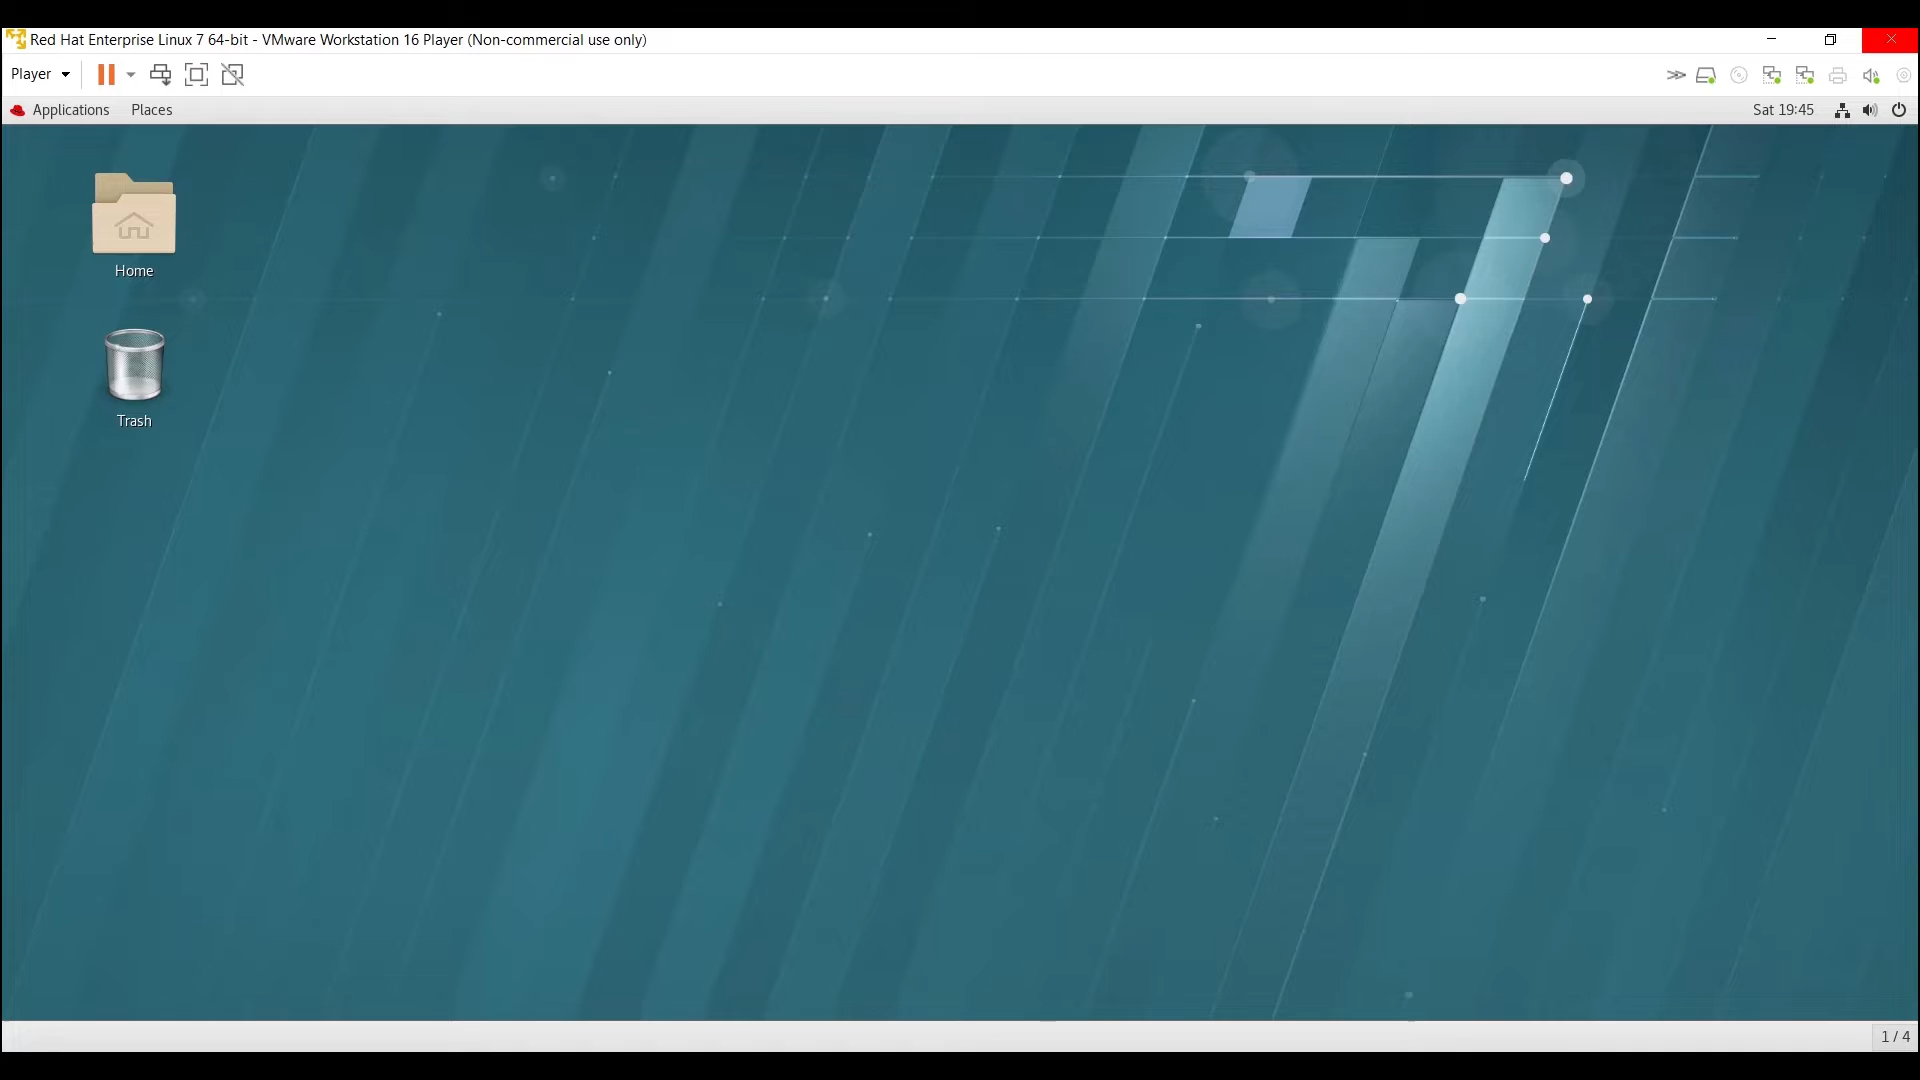 Red Hat Enterprise Linux 7 64-bit - VMware Workstation 16 Player (Non-commercial use only)
Player
Applications Places Sat 19:45
Home
Trash
1 / 4